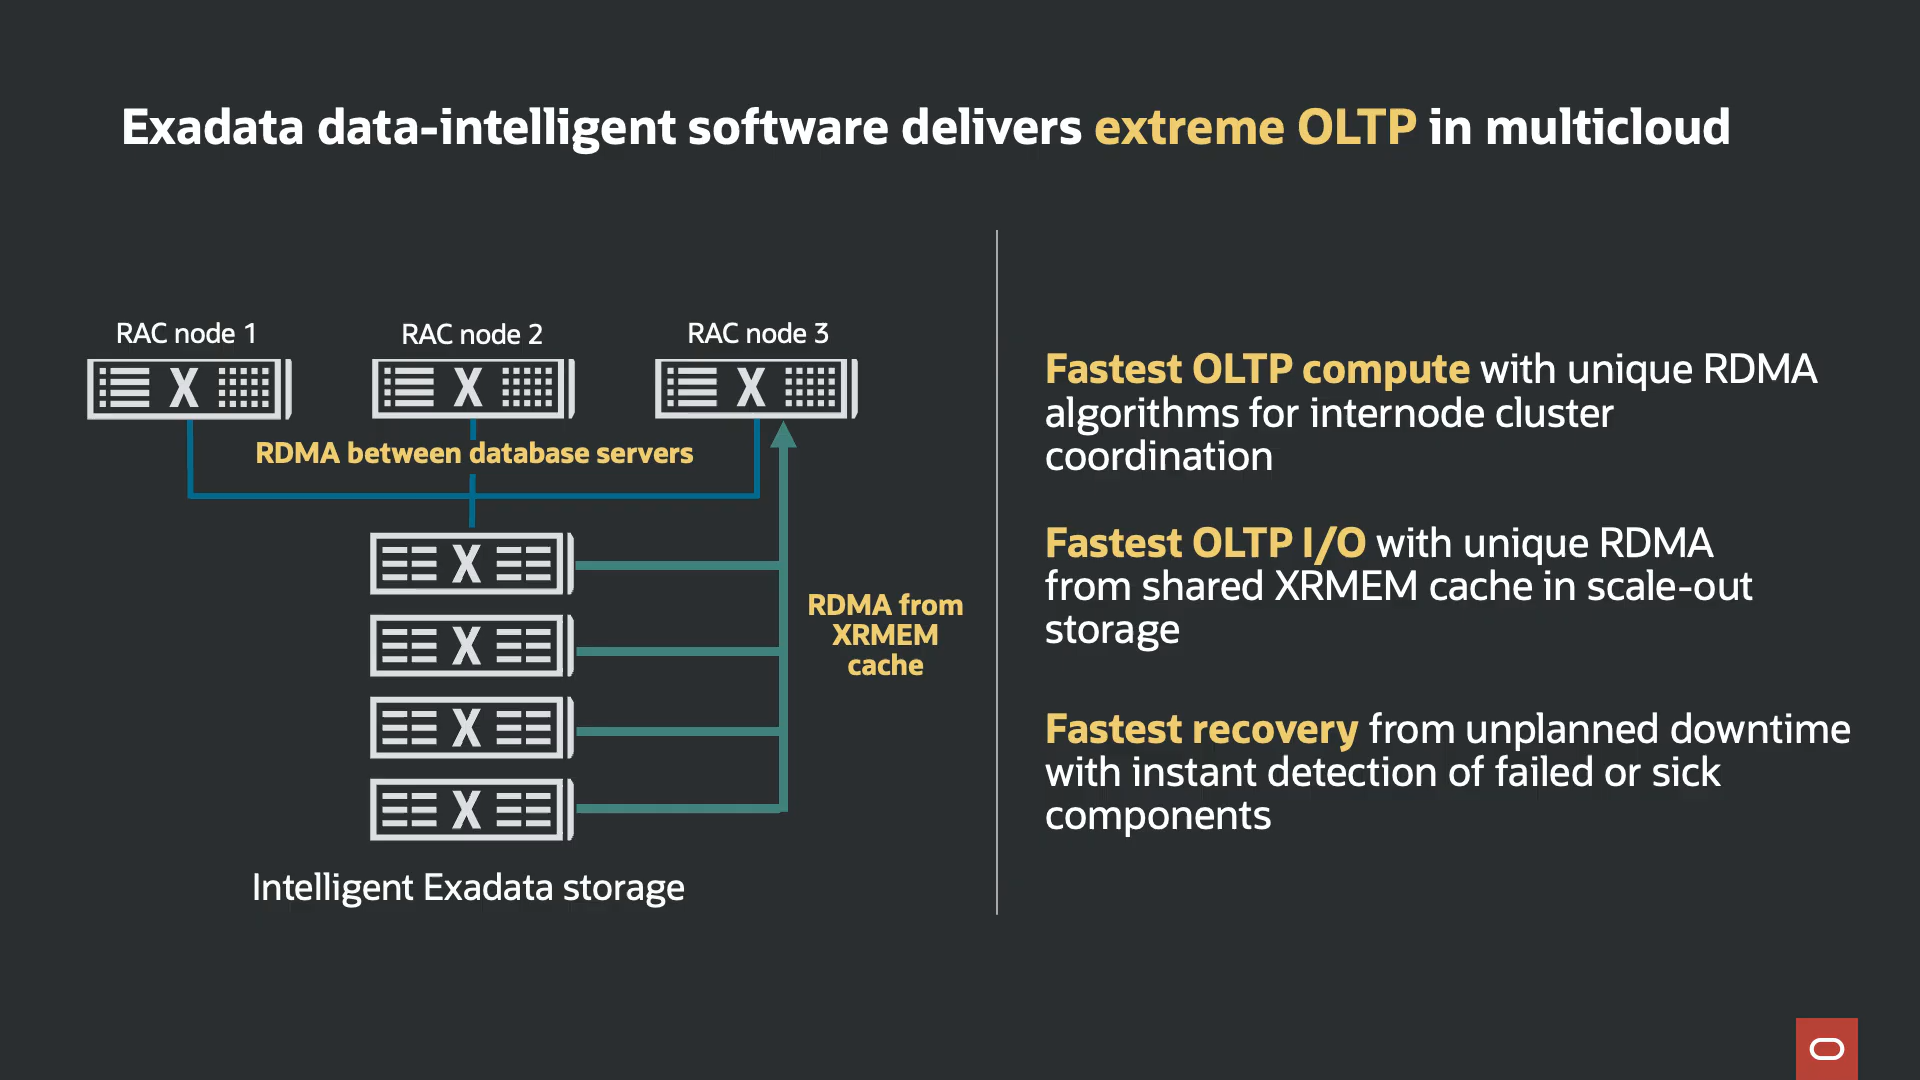 Exadata data-intelligent software delivers extreme OLTP in multicloud
RAC node 1
RAC node 2
RAC node 3
RDMA between database servers
RDMA from
XRMEM
cache
Intelligent Exadata storage
Fastest OLTP compute with unique RDMA
algorithms for internode cluster
coordination
Fastest OLTP I/O with unique RDMA
from shared XRMEM cache in scale-out
storage
Fastest recovery from unplanned downtime
with instant detection of failed or sick
components